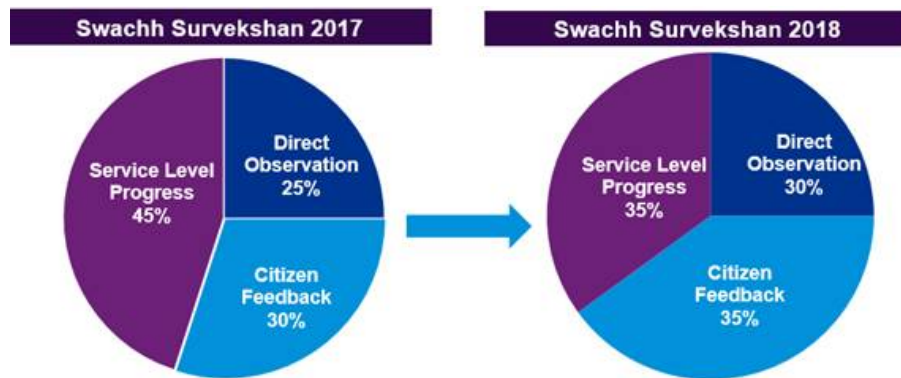 Swachh Survekshan 2017
Service Level
Progress
45%
Direct
Observation
25%
Citizen
Feedback
30%
Swachh Survekshan 2018
Service Level
Progress
35%
Direct
Observation
30%
Citizen
Feedback
35%